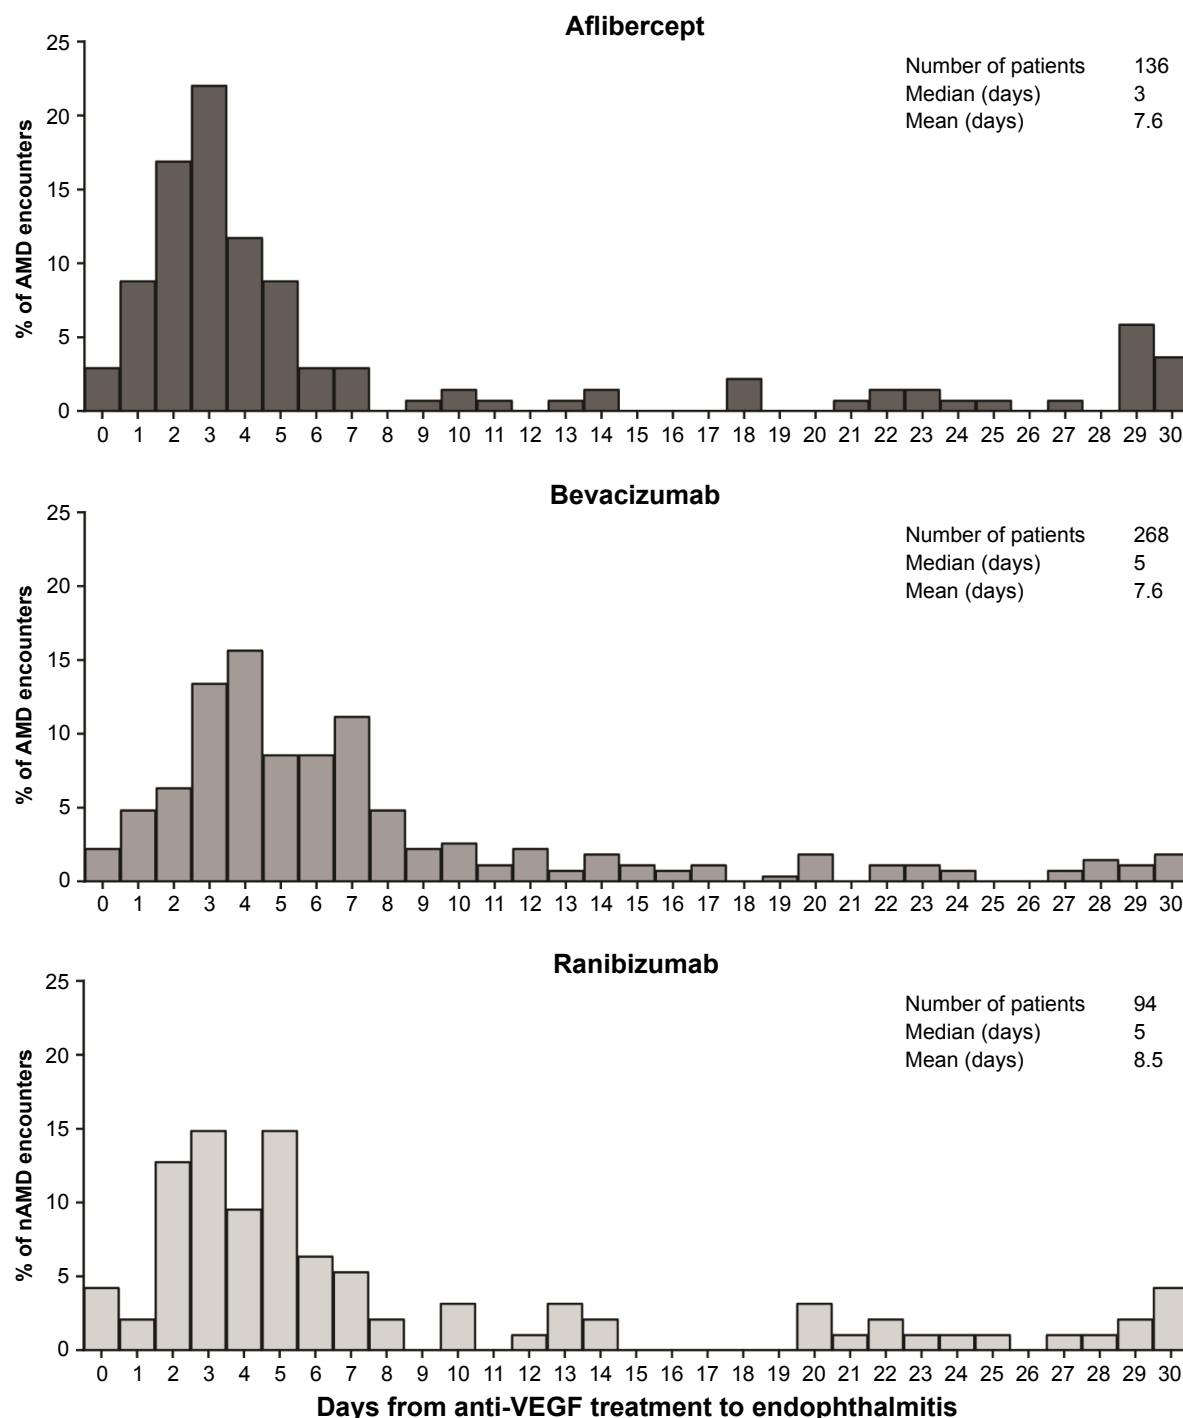 Aflibercept
Number of patients 136
Median (days) 3
Mean (days) 7.6
% of AMD encounters
25
20
15
10
5
0
0 1 2 3 4 5 6 7 8 9 10 11 12 13 14 15 16 17 18 19 20 21 22 23 24 25 26 27 28 29 30
Bevacizumab
Number of patients 268
Median (days) 5
Mean (days) 7.6
% of AMD encounters
25
20
15
10
5
0
0 1 2 3 4 5 6 7 8 9 10 11 12 13 14 15 16 17 18 19 20 21 22 23 24 25 26 27 28 29 30
Ranibizumab
Number of patients 94
Median (days) 5
Mean (days) 8.5
% of nAMD encounters
25
20
15
10
5
0
0 1 2 3 4 5 6 7 8 9 10 11 12 13 14 15 16 17 18 19 20 21 22 23 24 25 26 27 28 29 30
Days from anti-VEGF treatment to endophthalmitis